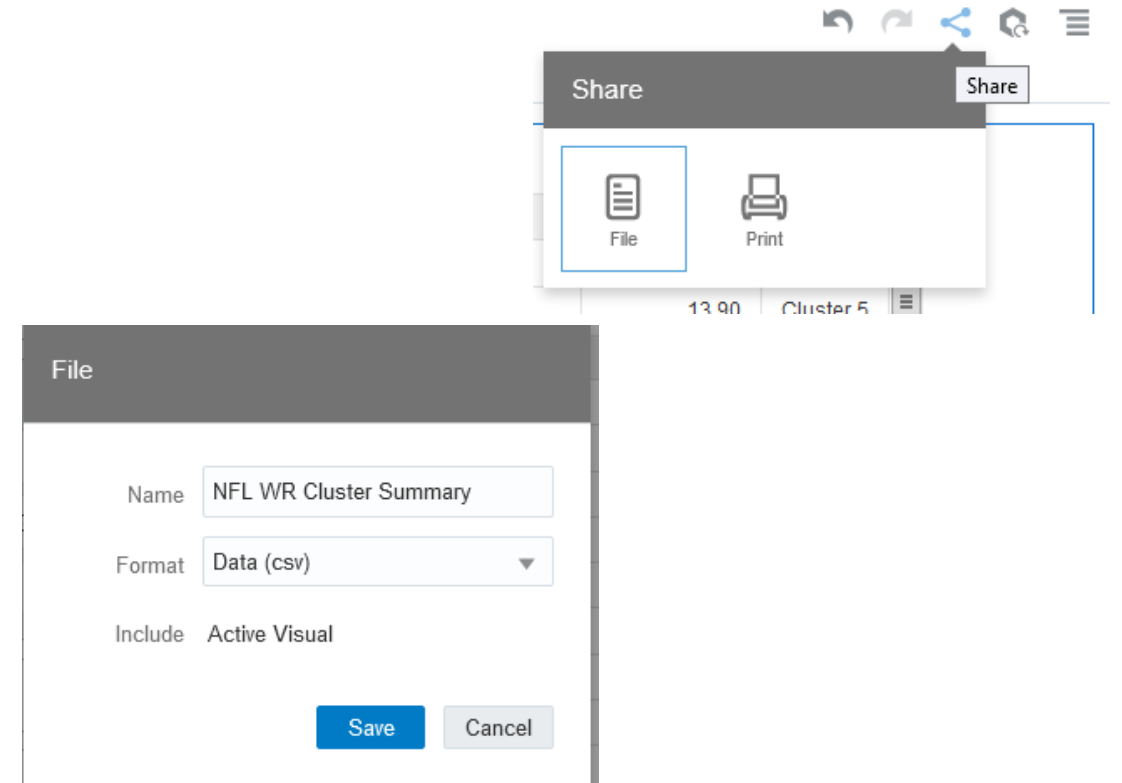 Share
Share
File
Print
13.90
Cluster 5
File
Name
NFL WR Cluster Summary
Format
Data (csv)
Include
Active Visual
Save
Cancel